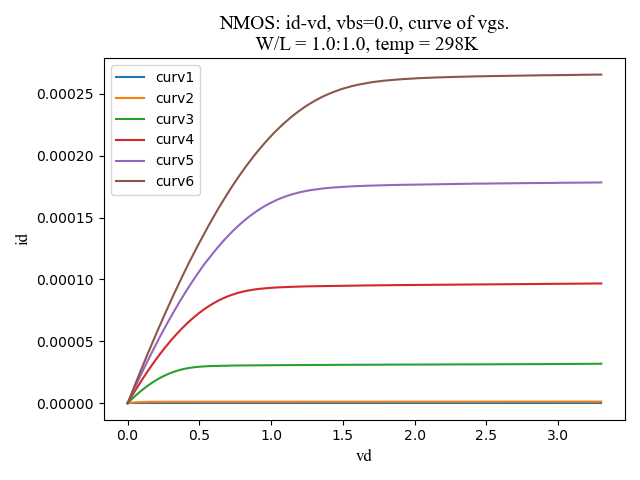 NMOS: id-vd, vbs=0.0, curve of vgs.
W/L = 1.0:1.0, temp = 298K
curv1
curv2
curv3
curv4
curv5
curv6
0.00025
0.00020
0.00015
0.00010
0.00005
0.00000
id
0.0 0.5 1.0 1.5 2.0 2.5 3.0
vd